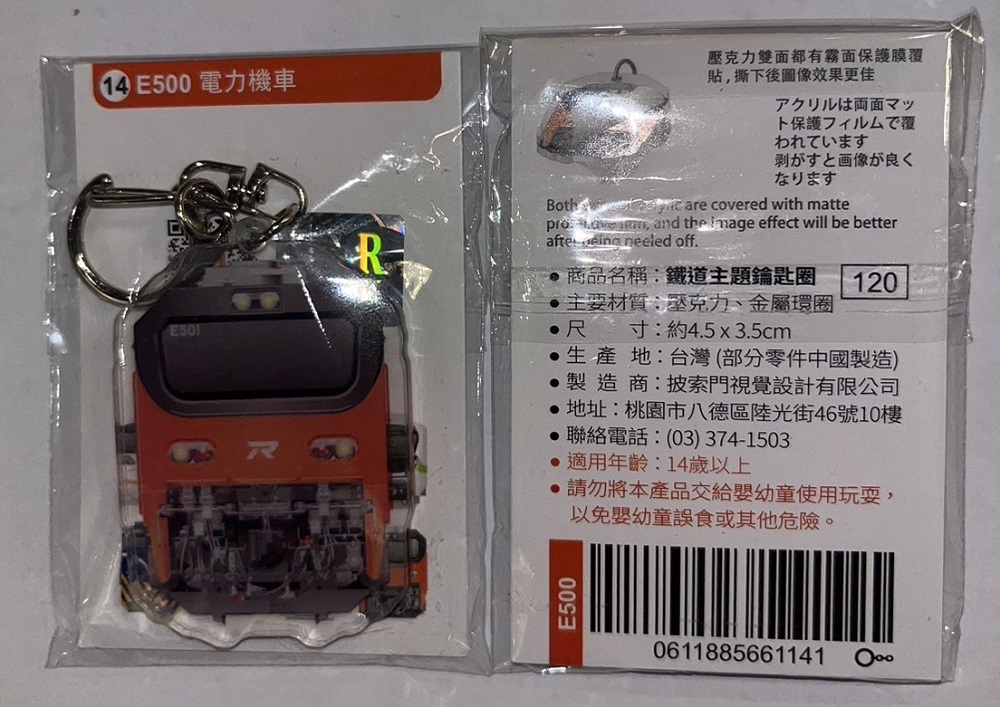 14 E500 電力機車
R
E501
R
壓克力雙面都有霧面保護膜覆
貼,撕下後圖像效果更佳
アクリルは両面マッ
ト保護フィルムで覆
われています
剥がすと画像が良く
なります
Both are covered with matte
and the image effect will be better
after being peeled off.
• 商品名稱：鐵道主題鑰匙圈 120
• 主要材質：壓克力、金屬環圈
• 尺 寸：約4.5 x 3.5cm
• 生 產 地：台灣 (部分零件中國製造)
• 製 造 商：披索門視覺設計有限公司
• 地址：桃園市八德區陸光街46號10樓
• 聯絡電話：(03) 374-1503
• 適用年齡：14歲以上
• 請勿將本產品交給嬰幼童使用玩耍，
以免嬰幼童誤食或其他危險。
E500
0611885661141